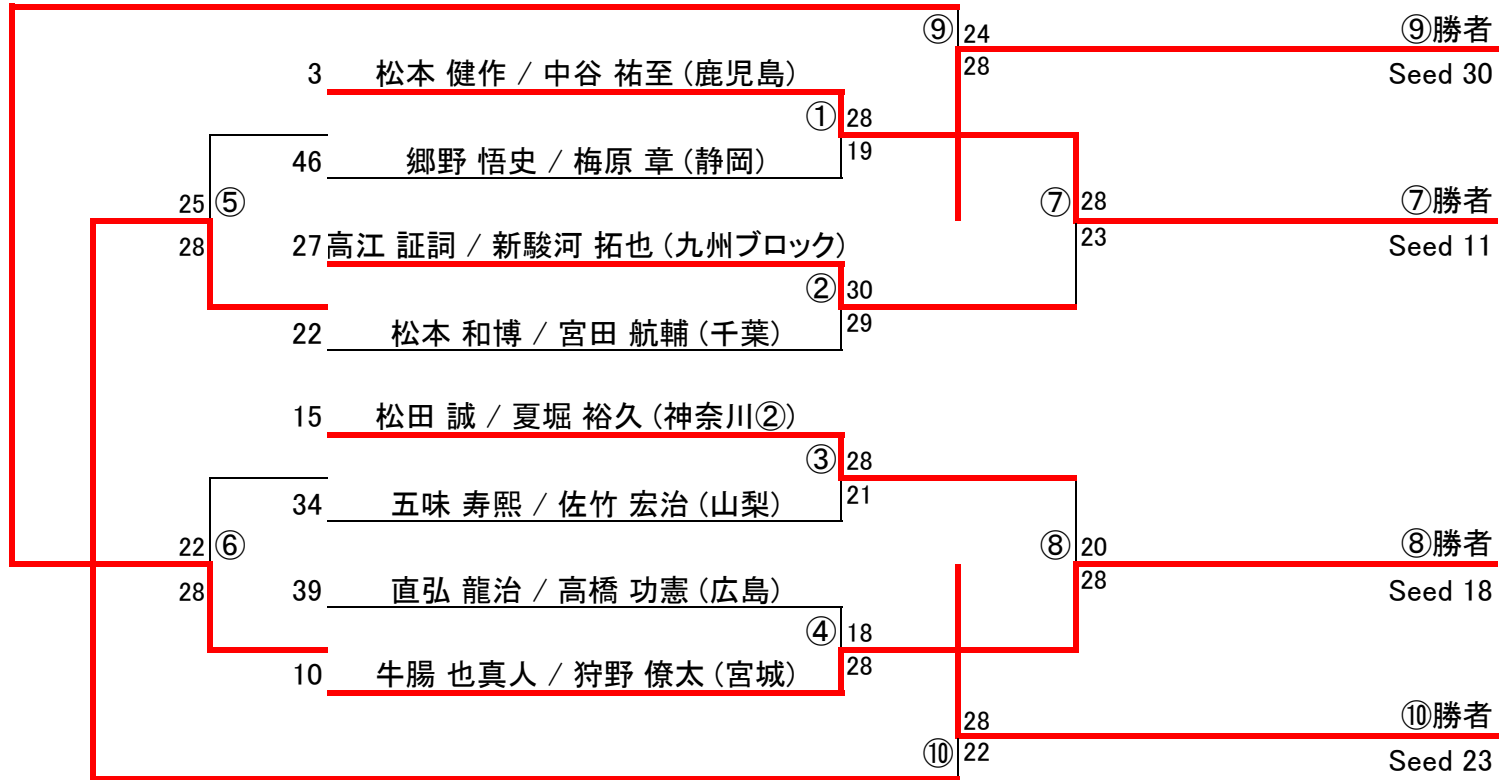 ⑨ 24 ⑨勝者
3 松本 健作 / 中谷 祐至 (鹿児島) 28 Seed 30
① 28
46 郷野 悟史 / 梅原 章 (静岡) 19
25 ⑤ ⑦ 28 ⑦勝者
28 27 高江 証詞 / 新駿河 拓也 (九州ブロック) 23 Seed 11
② 30
22 松本 和博 / 宮田 航輔 (千葉) 29
15 松田 誠 / 夏堀 裕久 (神奈川②)
③ 28
34 五味 寿熙 / 佐竹 宏治 (山梨) 21
22 ⑥ ⑧ 20 ⑧勝者
28 39 直弘 龍治 / 高橋 功憲 (広島) 28 Seed 18
④ 18
10 牛腸 也真人 / 狩野 僚太 (宮城) 28
28 ⑩勝者
⑩ 22 Seed 23